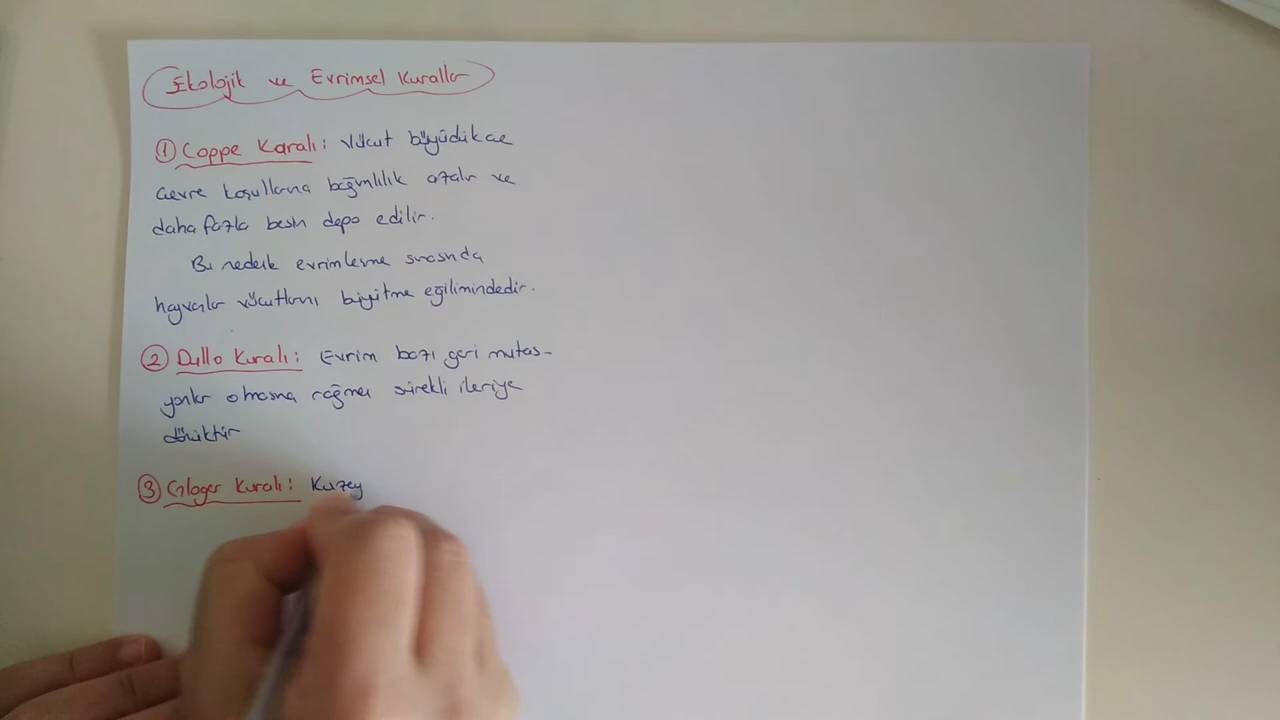 Ekolojik ve Evrimsel Kurallar
① Coppe Kuralı: Vücut büyüdükçe
çevre koşullarına bağımlılık azalır ve
daha fazla besin depo edilir.
Bu nedenle evrimleşme sırasında
hayvanlar vücutlarını büyütme eğilimindedir.
② Dollo Kuralı: Evrim bazı geri mutas-
yonlar olmasına rağmen sürekli ileriye
dönüktür
③ Gloger Kuralı: Kuzey